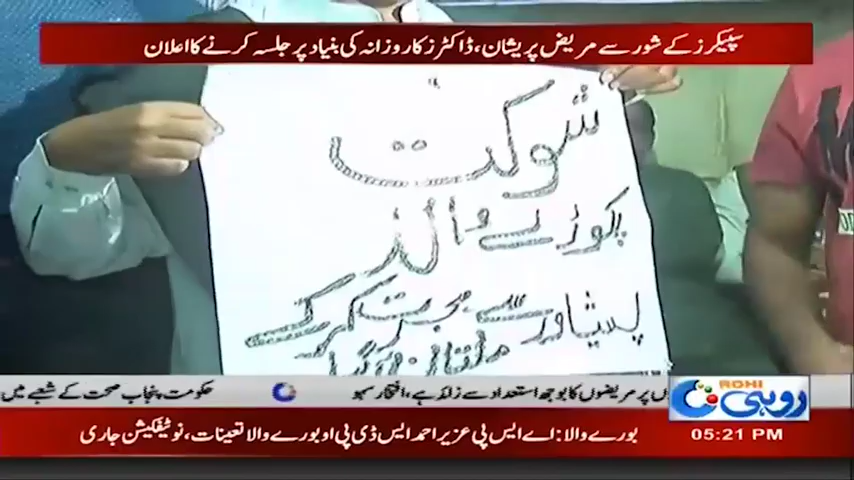 سپیکرز کے شور سے مریض پریشان، ڈاکٹرز کا روزانہ کی بنیاد پر جلسہ کرنے کا اعلان
شوکت
پکوڑے والا
پشاور سے ہجرت کر کے
ملتان
ں پر مریضوں کا بوجھ استعداد سے زائد ہے، افتخار سہو
حکومت پنجاب صحت کے شعبے میں
ROHI
روہی
بورے والا: اے ایس پی عزیر احمد ایس ڈی پی او بورے والا تعینات، نوٹیفکیشن جاری
05:21 PM